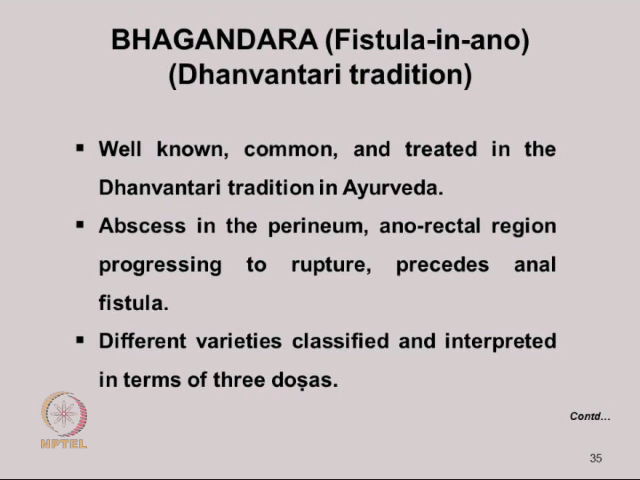 BHAGANDARA (Fistula-in-ano)
(Dhanvantari tradition)
▪ Well known, common, and treated in the
Dhanvantari tradition in Ayurveda.
▪ Abscess in the perineum, ano-rectal region
progressing to rupture, precedes anal
fistula.
▪ Different varieties classified and interpreted
in terms of three doṣas.
Contd...
NPTEL
35